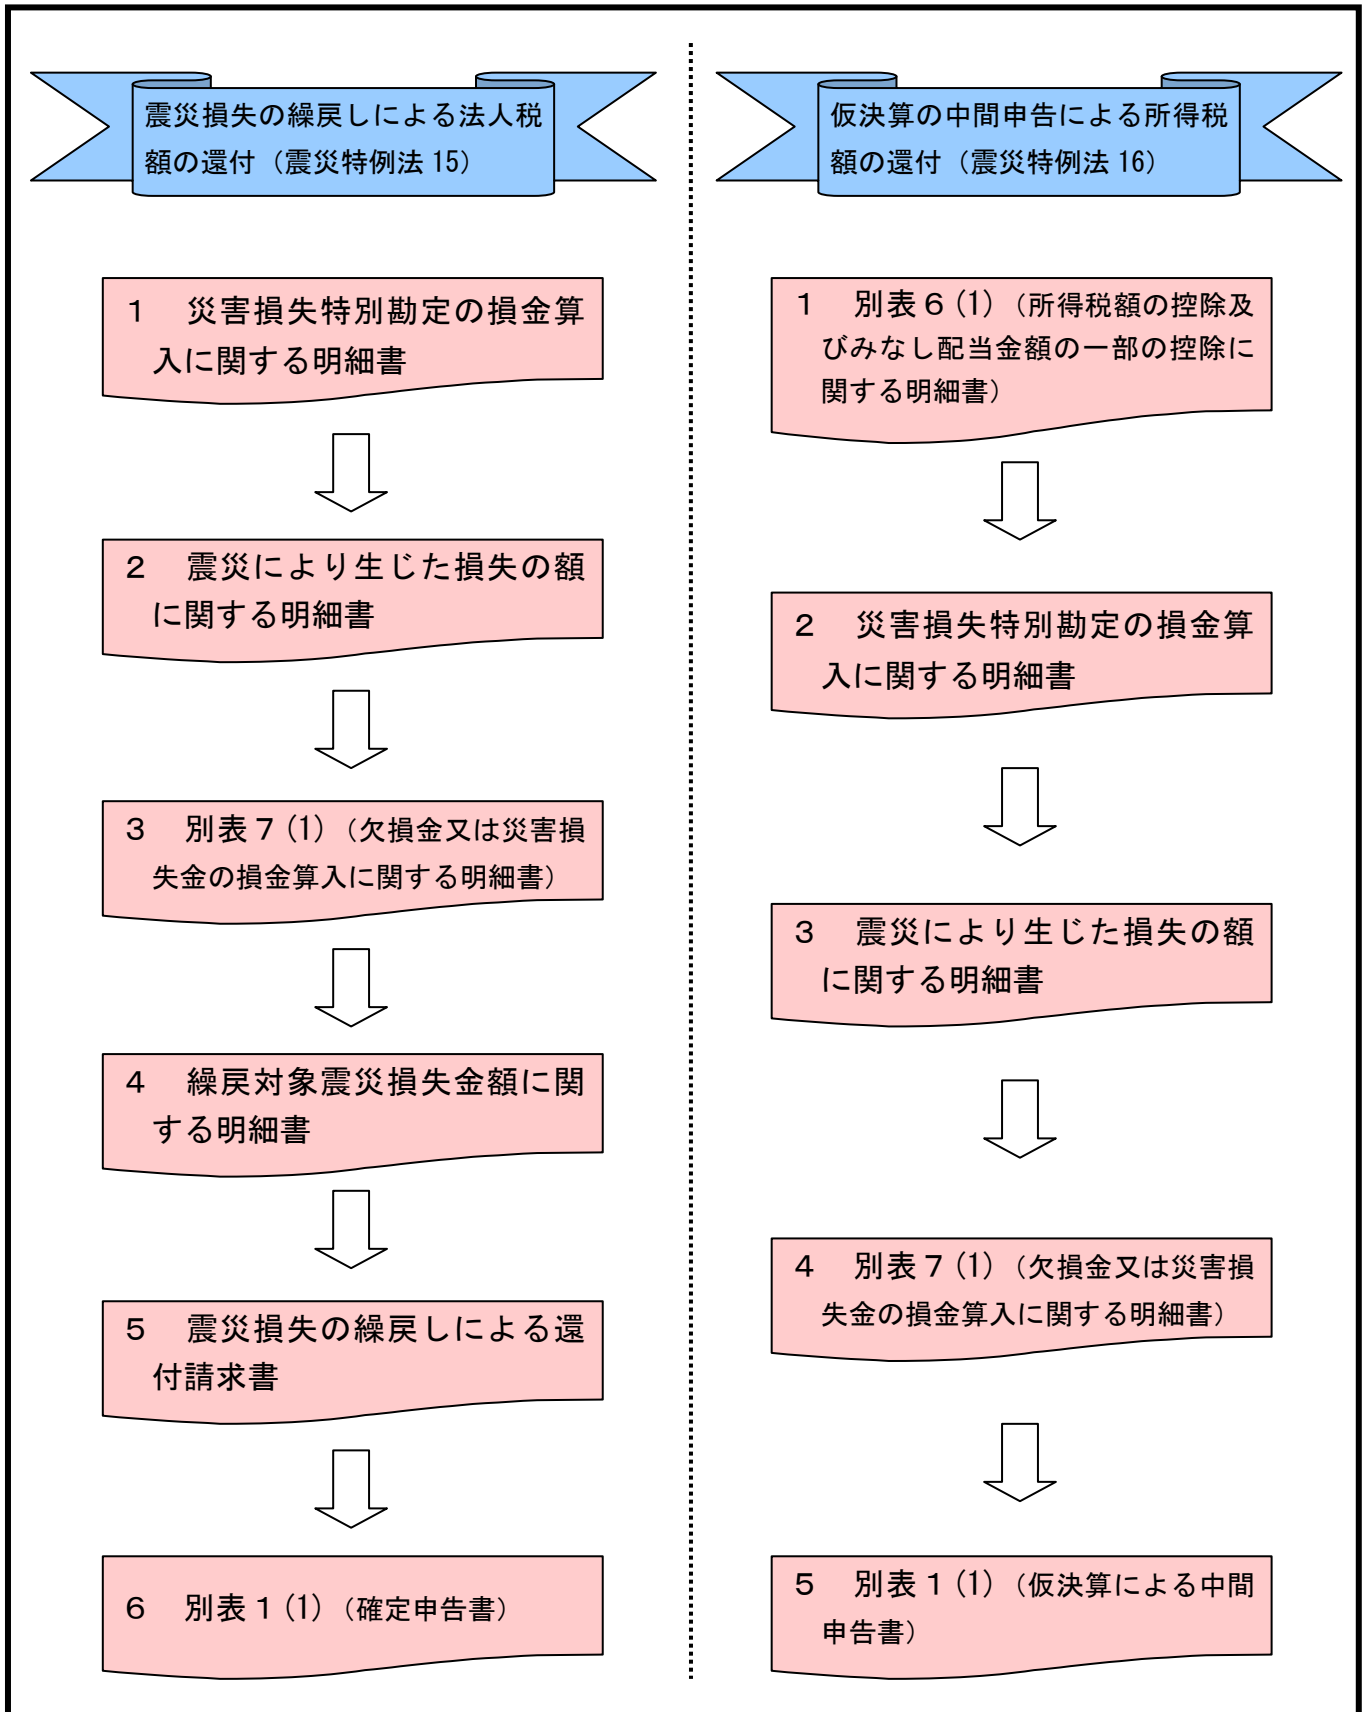 震災損失の繰戻しによる法人税
額の還付（震災特例法 15）
１　災害損失特別勘定の損金算
入に関する明細書
２　震災により生じた損失の額
に関する明細書
３　別表７(1)（欠損金又は災害損
失金の損金算入に関する明細書）
４　繰戻対象震災損失金額に関
する明細書
５　震災損失の繰戻しによる還
付請求書
６　別表１(1)（確定申告書）
仮決算の中間申告による所得税
額の還付（震災特例法 16）
１　別表６(1)（所得税額の控除及
びみなし配当金額の一部の控除に
関する明細書）
２　災害損失特別勘定の損金算
入に関する明細書
３　震災により生じた損失の額
に関する明細書
４　別表７(1)（欠損金又は災害損
失金の損金算入に関する明細書）
５　別表１(1)（仮決算による中間
申告書）